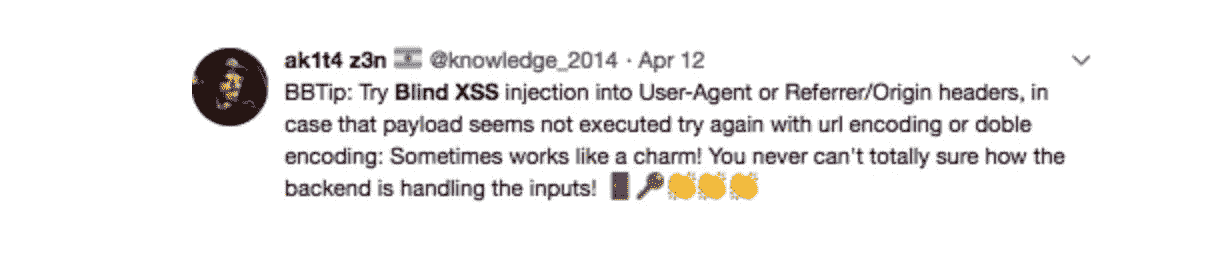 ak1t4 z3n @knowledge_2014 · Apr 12
BBTip: Try Blind XSS injection into User-Agent or Referrer/Origin headers, in
case that payload seems not executed try again with url encoding or doble
encoding: Sometimes works like a charm! You never can't totally sure how the
backend is handling the inputs! 🚪🔑👏👏👏